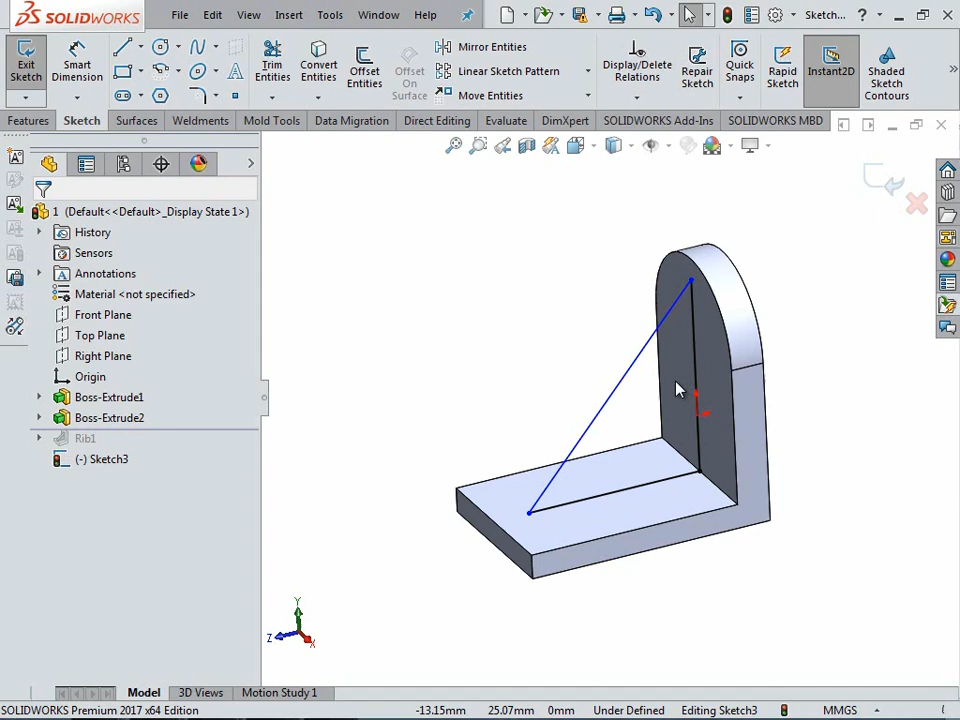 SOLIDWORKS File Edit View Insert Tools Window Help Sketch... ?
Exit Sketch
Smart Dimension
Trim Entities
Convert Entities
Offset Entities
Offset On Surface
Mirror Entities
Linear Sketch Pattern
Move Entities
Display/Delete Relations
Repair Sketch
Quick Snaps
Rapid Sketch
Instant2D
Shaded Sketch Contours
Features Sketch Surfaces Weldments Mold Tools Data Migration Direct Editing Evaluate DimXpert SOLIDWORKS Add-Ins SOLIDWORKS MBD
1 (Default<<Default>_Display State 1>)
History
Sensors
Annotations
Material <not specified>
Front Plane
Top Plane
Right Plane
Origin
Boss-Extrude1
Boss-Extrude2
Rib1
(-) Sketch3
Y
Z
X
Model 3D Views Motion Study 1
SOLIDWORKS Premium 2017 x64 Edition -13.15mm 25.07mm 0mm Under Defined Editing Sketch3 MMGS